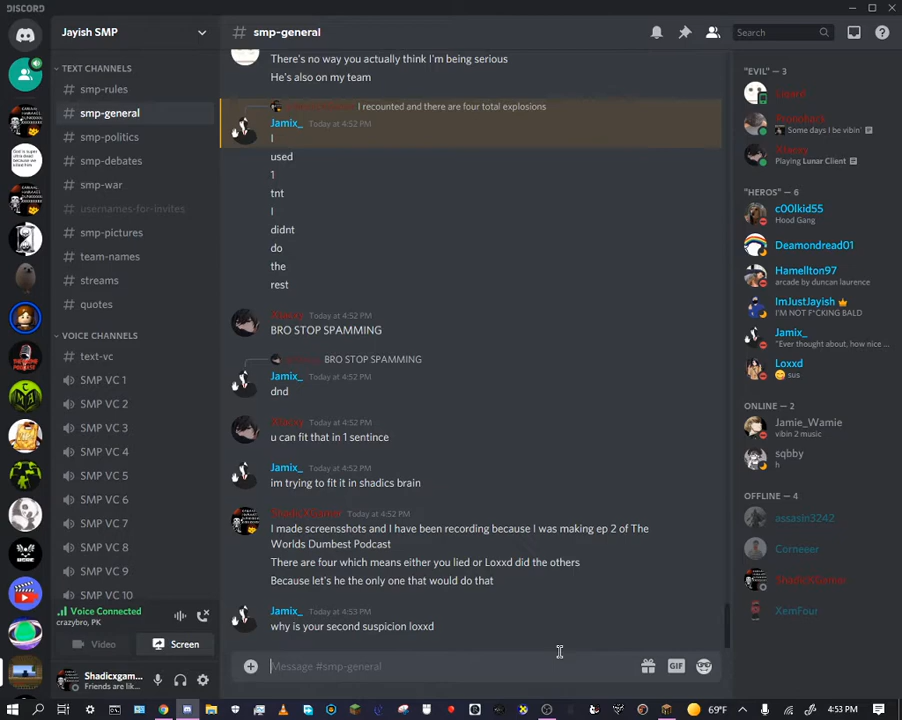 DISCORD
Jayish SMP
# smp-general
Search
TEXT CHANNELS
# smp-rules
# smp-general
# smp-politics
# smp-debates
# smp-war
# usernames-for-invites
# smp-pictures
# team-names
# streams
# quotes
VOICE CHANNELS
# text-vc
SMP VC 1
SMP VC 2
SMP VC 3
SMP VC 4
SMP VC 5
SMP VC 6
SMP VC 7
SMP VC 8
SMP VC 9
SMP VC 10
Voice Connected
crazybro, PK
Video
Screen
Shadicxgam...
Friends are lik...
There's no way you actually think I'm being serious
He's also on my team
I recounted and there are four total explosions
Jamix_ Today at 4:52 PM
I
used
1
tnt
I
didnt
do
the
rest
Today at 4:52 PM
BRO STOP SPAMMING
BRO STOP SPAMMING
Jamix_ Today at 4:52 PM
dnd
Today at 4:52 PM
u can fit that in 1 sentince
Jamix_ Today at 4:52 PM
im trying to fit it in shadics brain
ShadicXGamer Today at 4:52 PM
I made screensshots and I have been recording because I was making ep 2 of The
Worlds Dumbest Podcast
There are four which means either you lied or Loxxd did the others
Because let's he the only one that would do that
Jamix_ Today at 4:53 PM
why is your second suspicion loxxd
Message #smp-general
GIF
"EVIL" — 3
Some days I be vibin'
Playing Lunar Client
"HEROS" — 6
c00lkid55
Hood Gang
Deamondread01
Hamellton97
arcade by duncan laurence
ImJustJayish
I'M NOT F*CKING BALD
Jamix_
"Ever thought about, how nice ...
Loxxd
sus
ONLINE — 2
Jamie_Wamie
vibin 2 music
sqbby
h
OFFLINE — 4
assasin3242
Corneeer
ShadicXGamer
XemFour
69°F
4:53 PM